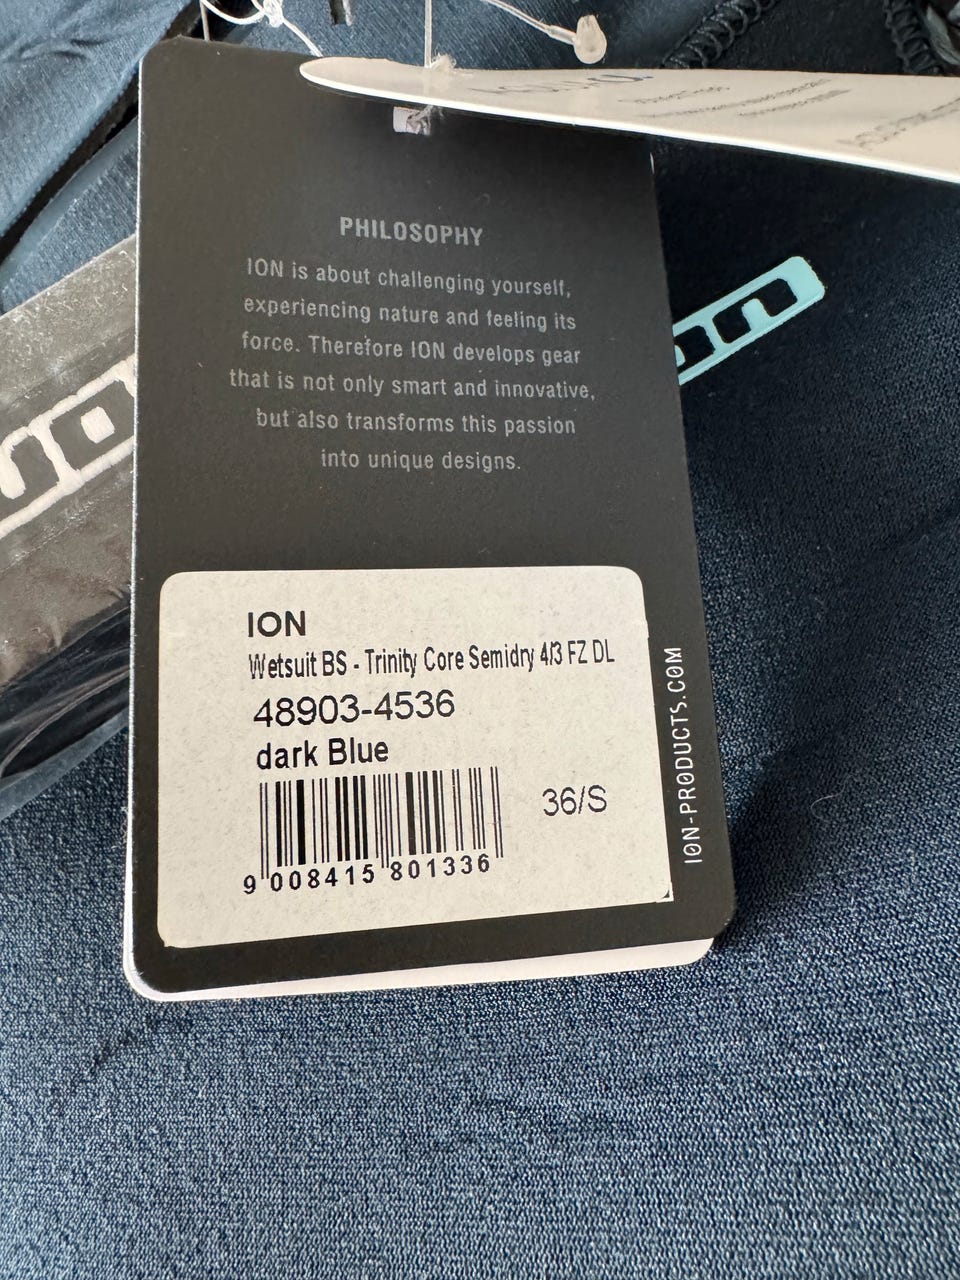 PHILOSOPHY
ION is about challenging yourself,
experiencing nature and feeling its
force. Therefore ION develops gear
that is not only smart and innovative,
but also transforms this passion
into unique designs.
ION
Wetsuit BS - Trinity Core Semidry 4/3 FZ DL
48903-4536
dark Blue
36/S
9 008415 801336
ION-PRODUCTS.COM